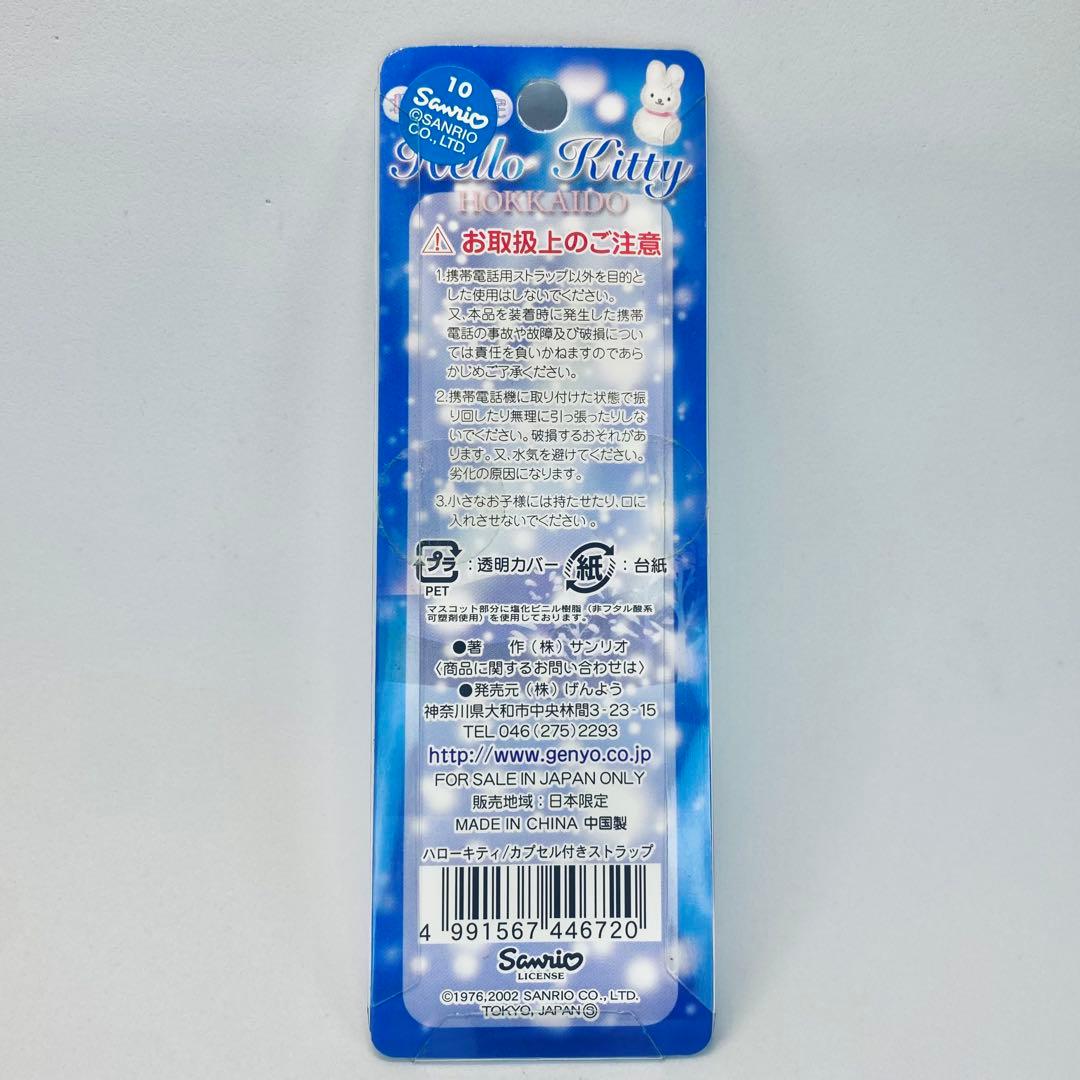 10
Sanrio
©SANRIO
CO., LTD.
Hello Kitty
HOKKAIDO
お取扱上のご注意
1.携帯電話用ストラップ以外を目的と
した使用はしないでください。
又、本品を装着時に発生した携帯
電話の事故や故障及び破損につい
ては責任を負いかねますのであら
かじめご了承ください。
2.携帯電話機に取り付けた状態で振
り回したり無理に引っ張ったりしな
いでください。破損するおそれがあ
ります。又、水気を避けてください。
劣化の原因になります。
3.小さなお子様には持たせたり、口に
入れさせないでください。
プラ:透明カバー 紙:台紙
PET
マスコット部分に塩化ビニル樹脂(非フタル酸系
可塑剤使用)を使用しております。
●著 作(株)サンリオ
〈商品に関するお問い合わせは〉
●発売元(株)げんよう
神奈川県大和市中央林間3-23-15
TEL 046(275)2293
http://www.genyo.co.jp
FOR SALE IN JAPAN ONLY
販売地域:日本限定
MADE IN CHINA 中国製
ハローキティ/カプセル付きストラップ
4 991567 446720
Sanrio
LICENSE
©1976,2002 SANRIO CO., LTD.
TOKYO, JAPAN Ⓢ